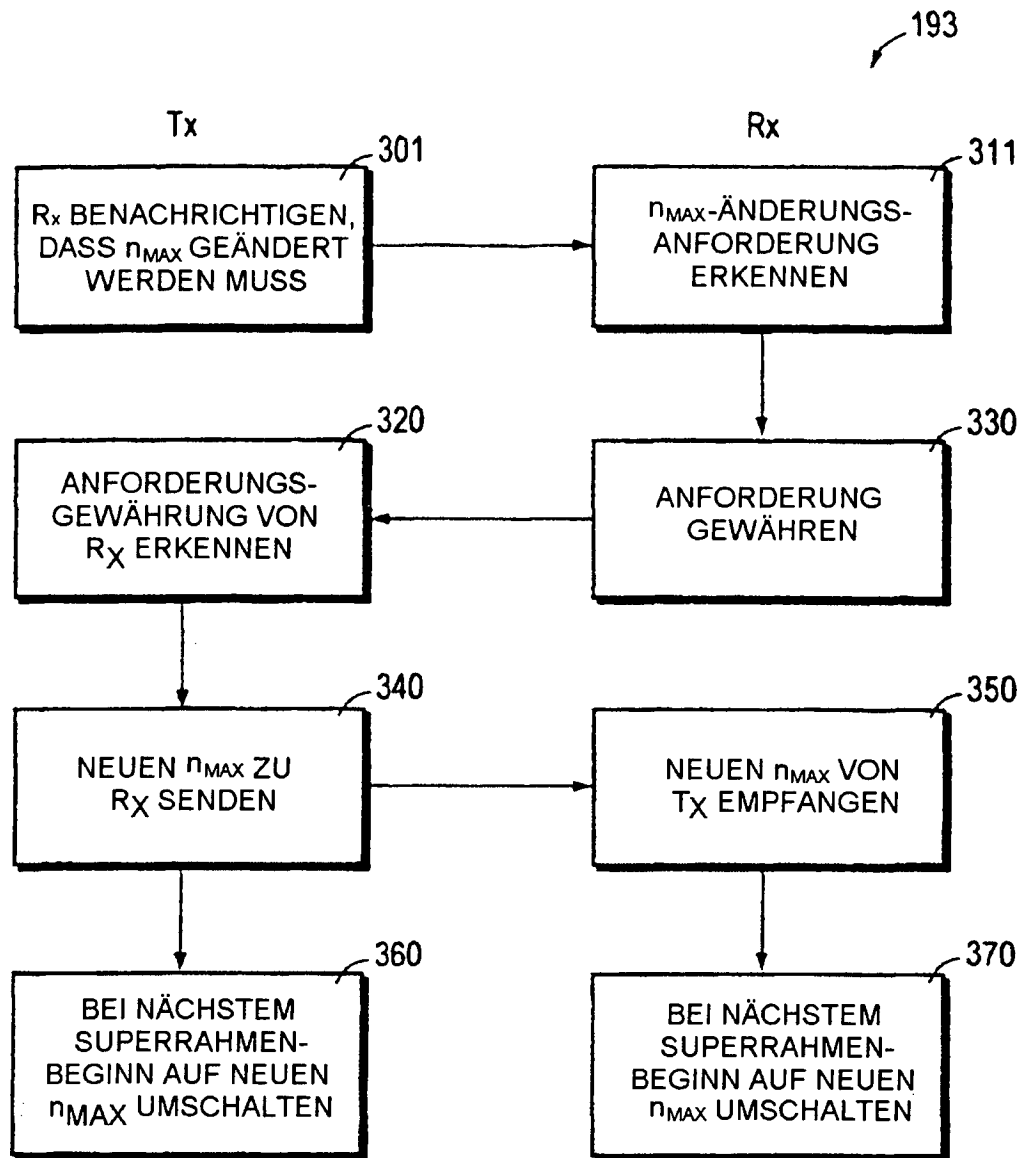 193
Tx
Rx
301
Rx BENACHRICHTIGEN,
DASS nMAX GEÄNDERT
WERDEN MUSS
311
nMAX-ÄNDERUNGS-
ANFORDERUNG
ERKENNEN
320
ANFORDERUNGS-
GEWÄHRUNG VON
RX ERKENNEN
330
ANFORDERUNG
GEWÄHREN
340
NEUEN nMAX ZU
RX SENDEN
350
NEUEN nMAX VON
TX EMPFANGEN
360
BEI NÄCHSTEM
SUPERRAHMEN-
BEGINN AUF NEUEN
nMAX UMSCHALTEN
370
BEI NÄCHSTEM
SUPERRAHMEN-
BEGINN AUF NEUEN
nMAX UMSCHALTEN